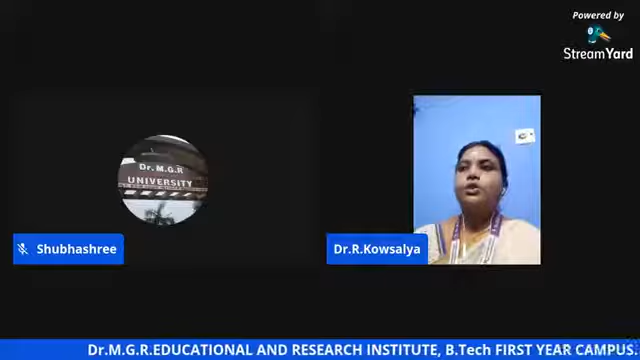 Powered by
StreamYard
Dr. M.G.R
UNIVERSITY
Shubhashree
Dr.R.Kowsalya
Dr.M.G.R.EDUCATIONAL AND RESEARCH INSTITUTE, B.Tech FIRST YEAR CAMPUS.